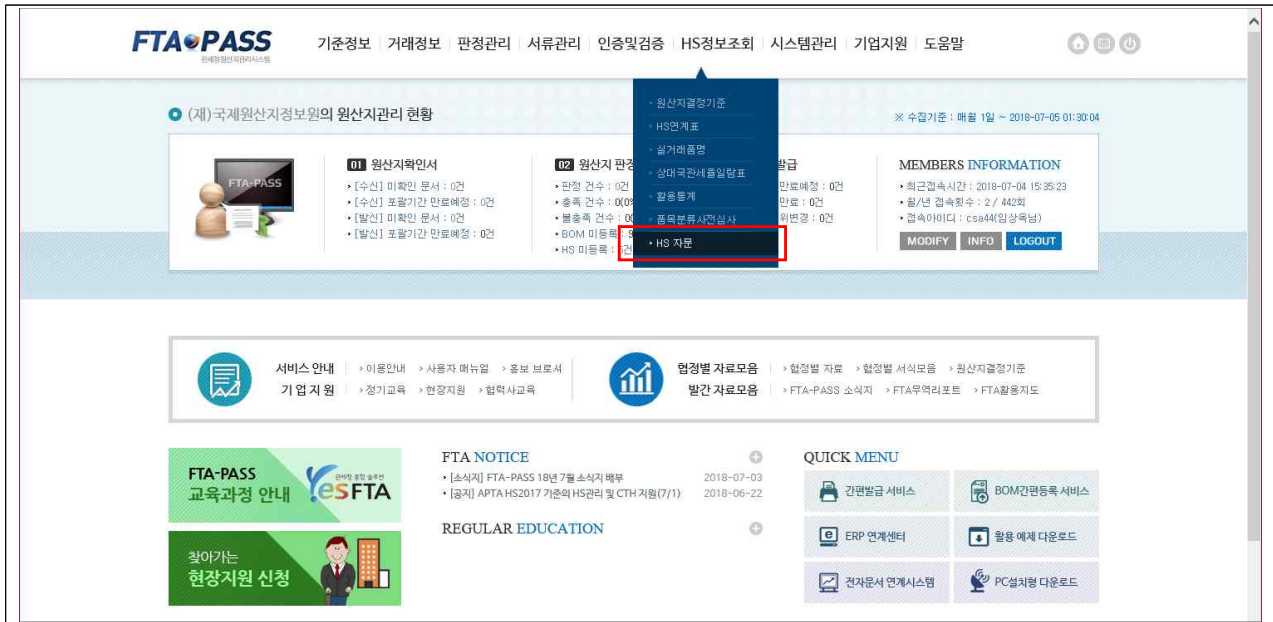 FTA PASS
관세청원산지관리시스템
기준정보 거래정보 판정관리 서류관리 인증및검증 HS정보조회 시스템관리 기업지원 도움말
원산지결정기준
HS연계표
실거래품명
상대국관세율일람표
활용통계
품목분류사전심사
HS 자문
(재)국제원산지정보원의 원산지관리 현황
※ 수집기준 : 매월 1일 ~ 2018-07-05 01:30:04
FTA-PASS
01 원산지확인서
[수신] 미확인 문서 : 0건
[수신] 포괄기간 만료예정 : 0건
[발신] 미확인 문서 : 0건
[발신] 포괄기간 만료예정 : 0건
02 원산지 판정
판정 건수 : 0건
충족 건수 : 0(0%
불충족 건수 : 0(
BOM 미등록 :
HS 미등록 :
발급
만료예정 : 0건
만료 : 0건
위변경 : 0건
MEMBERS INFORMATION
최근접속시간 : 2018-07-04 15:35:23
월/년 접속횟수 : 2 / 442회
접속아이디 : csa44(임상욱님)
MODIFY INFO LOGOUT
서비스 안내 이용안내 사용자 매뉴얼 홍보 브로셔
기업지원 정기교육 현장지원 협력사교육
협정별 자료모음 협정별 자료 협정별 서식모음 원산지결정기준
발간 자료모음 FTA-PASS 소식지 FTA무역리포트 FTA활용지도
FTA-PASS
교육과정 안내
YesFTA
찾아가는
현장지원 신청
FTA NOTICE
[소식지] FTA-PASS 18년 7월 소식지 배부 2018-07-03
[공지] APTA HS2017 기준의 HS관리 및 CTH 지원(7/1) 2018-06-22
REGULAR EDUCATION
QUICK MENU
간편발급 서비스
BOM간편등록 서비스
ERP 연계센터
활용 예제 다운로드
전자문서 연계시스템
PC설치형 다운로드